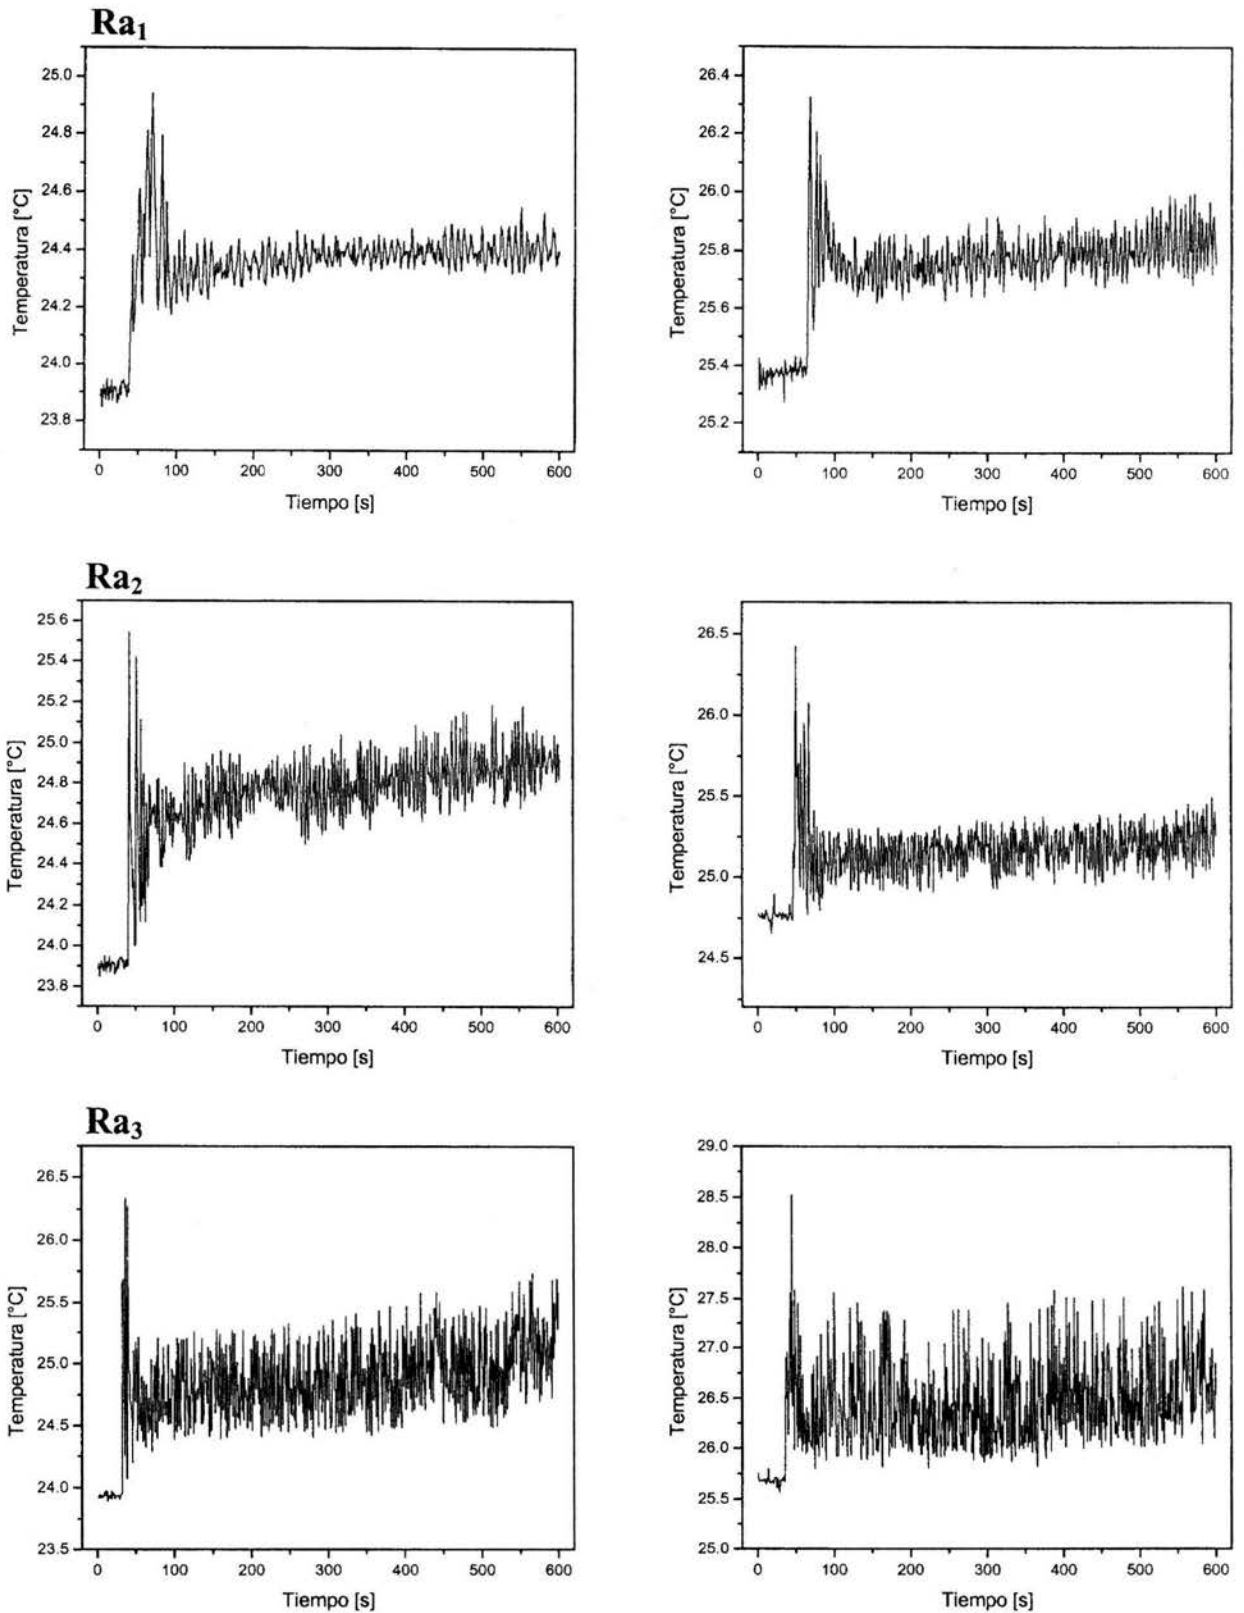 Ra₁
25.0
24.8
24.6
24.4
24.2
24.0
23.8
Temperatura [°C]
0 100 200 300 400 500 600
Tiempo [s]
26.4
26.2
26.0
25.8
25.6
25.4
25.2
Temperatura [°C]
0 100 200 300 400 500 600
Tiempo [s]
Ra₂
25.6
25.4
25.2
25.0
24.8
24.6
24.4
24.2
24.0
23.8
Temperatura [°C]
0 100 200 300 400 500 600
Tiempo [s]
26.5
26.0
25.5
25.0
24.5
Temperatura [°C]
0 100 200 300 400 500 600
Tiempo [s]
Ra₃
26.5
26.0
25.5
25.0
24.5
24.0
23.5
Temperatura [°C]
0 100 200 300 400 500 600
Tiempo [s]
29.0
28.5
28.0
27.5
27.0
26.5
26.0
25.5
25.0
Temperatura [°C]
0 100 200 300 400 500 600
Tiempo [s]